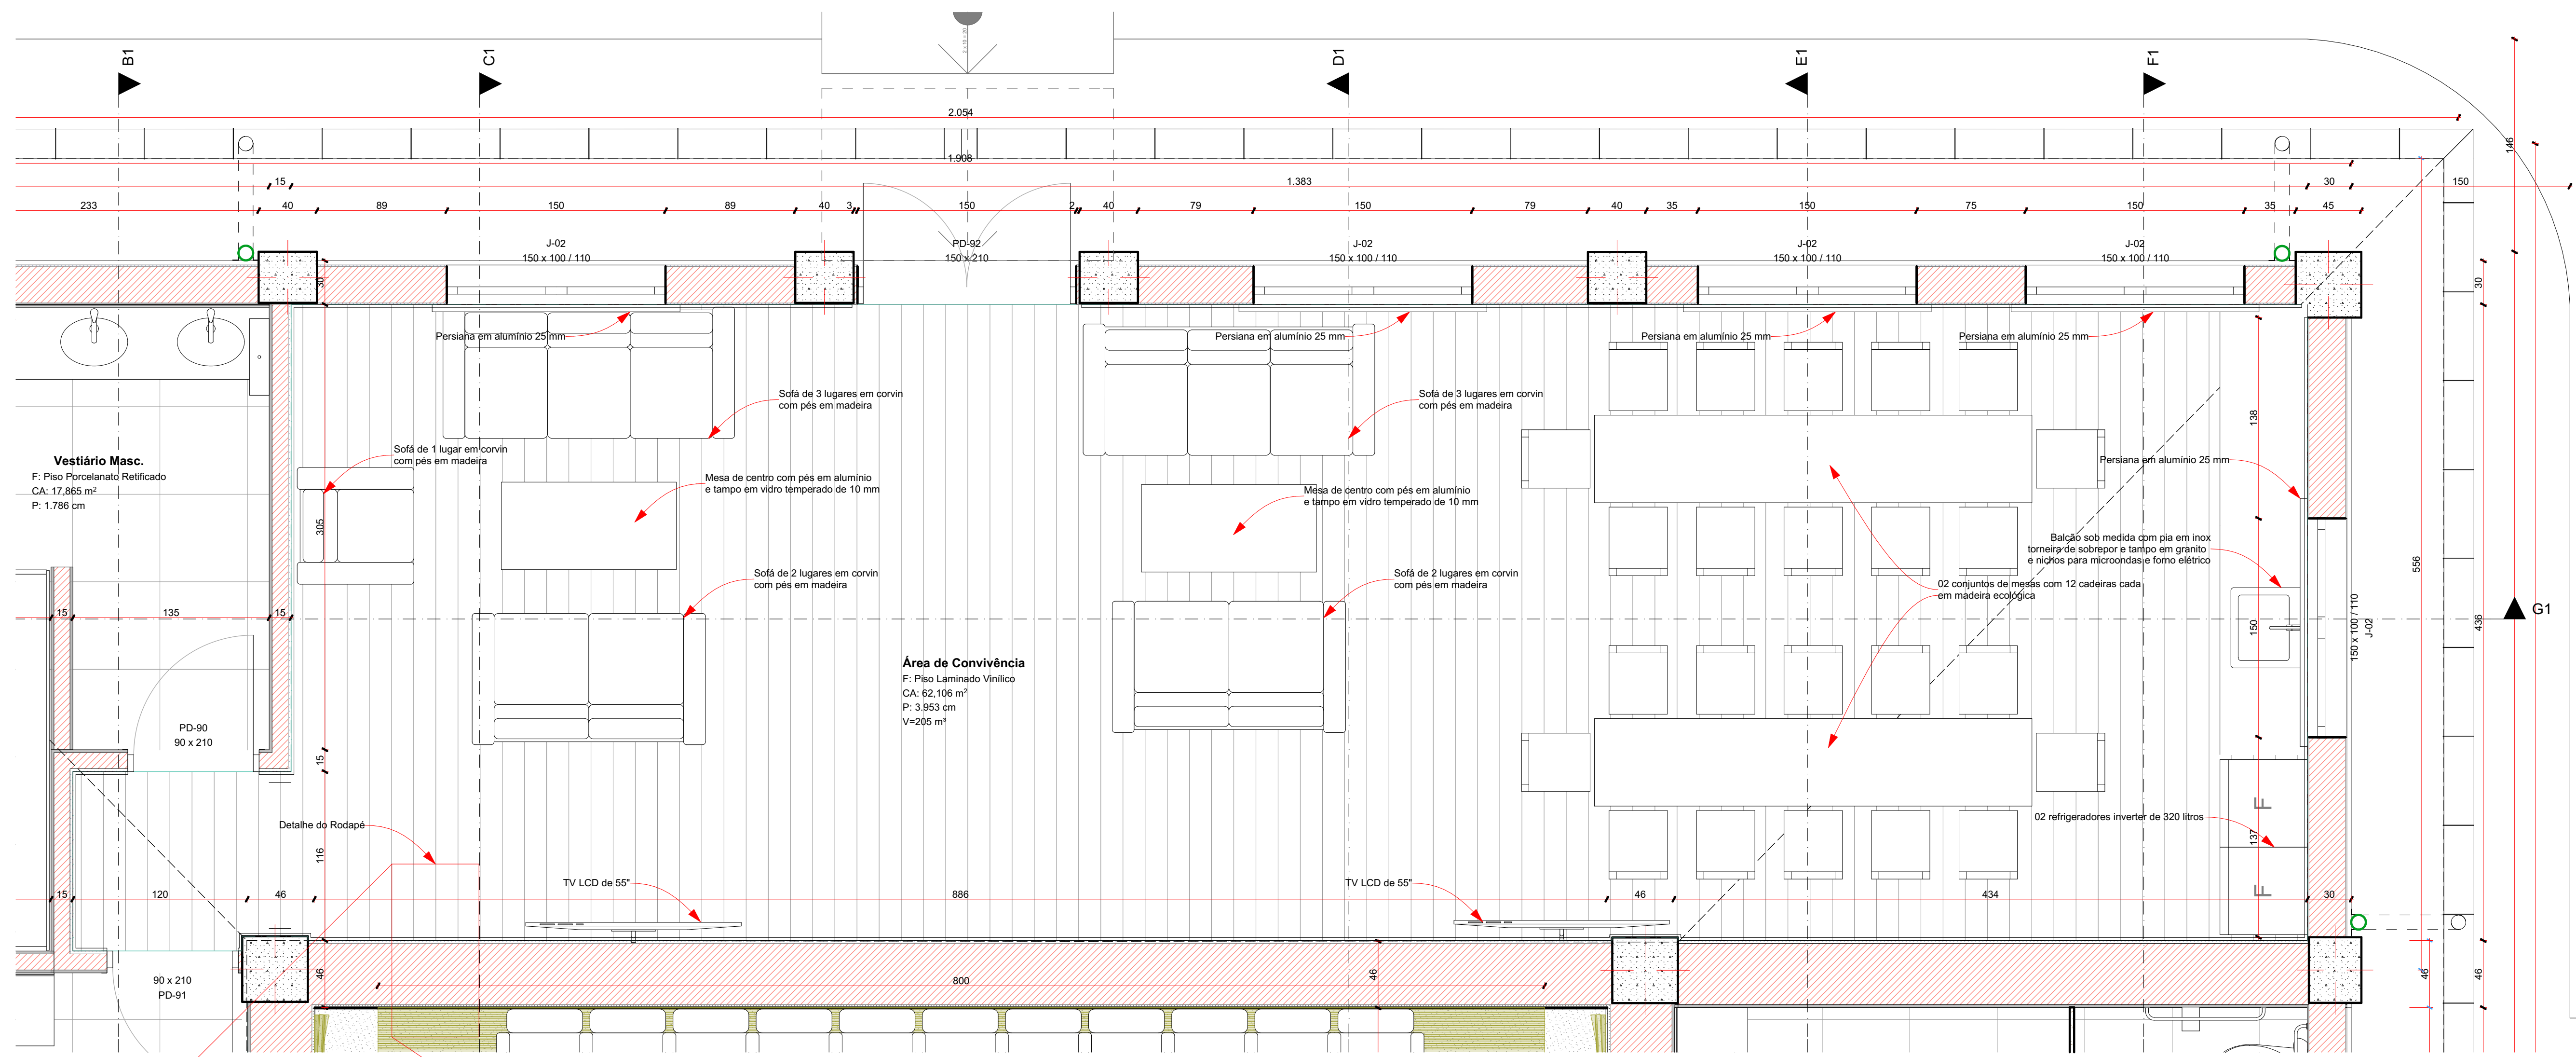 2 x 10 = 20
B1
C1
D1
E1
F1
2.054
1.908
146
15
1.383
30
150
233
40
89
150
89
40
3
150
2
40
79
150
79
40
35
150
75
150
35
45
J-02
150 x 100 / 110
PD-92
150 x 210
J-02
150 x 100 / 110
J-02
150 x 100 / 110
J-02
150 x 100 / 110
30
30
Persiana em alumínio 25 mm
Persiana em alumínio 25 mm
Persiana em alumínio 25 mm
Persiana em alumínio 25 mm
Sofá de 3 lugares em corvin
com pés em madeira
Sofá de 3 lugares em corvin
com pés em madeira
138
Sofá de 1 lugar em corvin
com pés em madeira
Vestiário Masc.
F: Piso Porcelanato Retificado
CA: 17,865 m²
P: 1.786 cm
Persiana em alumínio 25 mm
Mesa de centro com pés em alumínio
e tampo em vidro temperado de 10 mm
Mesa de centro com pés em alumínio
e tampo em vidro temperado de 10 mm
305
Balcão sob medida com pia em inox
torneira de sobrepor e tampo em granito
e nichos para microondas e forno elétrico
556
Sofá de 2 lugares em corvin
com pés em madeira
Sofá de 2 lugares em corvin
com pés em madeira
02 conjuntos de mesas com 12 cadeiras cada
em madeira ecológica
15
135
15
150
150 x 100 / 110
J-02
436
G1
Área de Convivência
F: Piso Laminado Vinílico
CA: 62,106 m²
P: 3.953 cm
V=205 m³
PD-90
90 x 210
15
F
02 refrigeradores inverter de 320 litros
Detalhe do Rodapé
137
116
TV LCD de 55"
TV LCD de 55"
F
15
120
46
886
46
434
30
46
800
46
46
46
90 x 210
PD-91